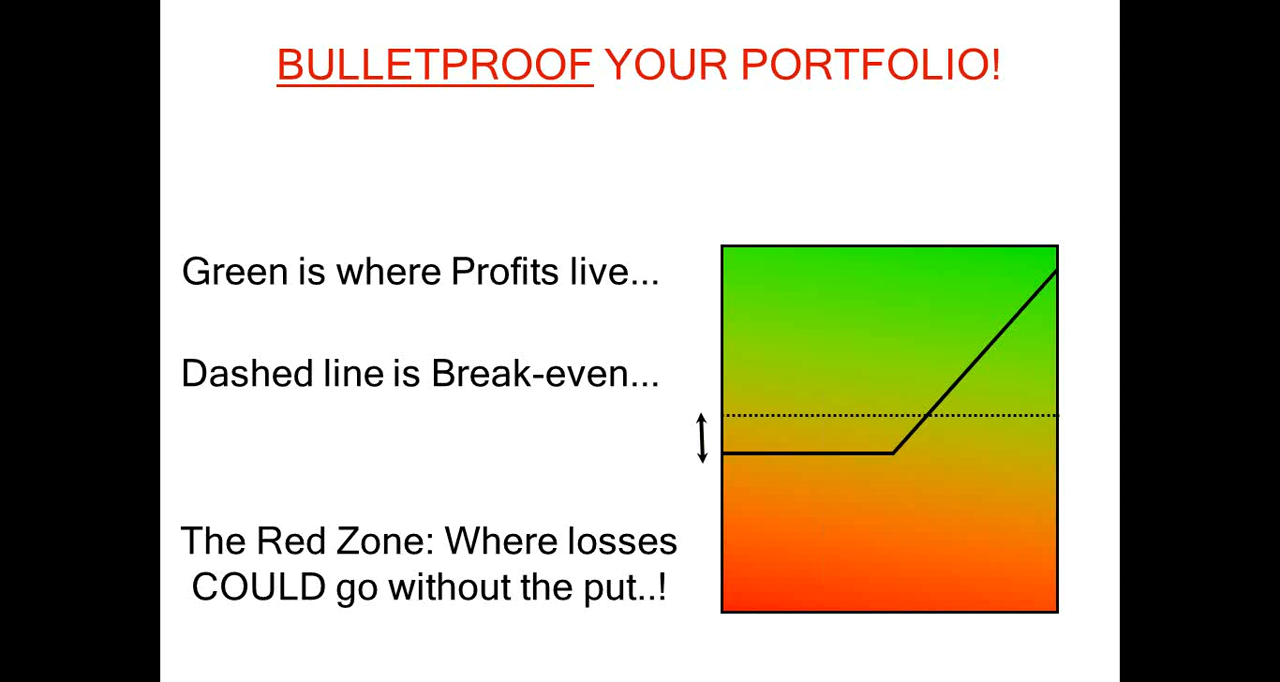 BULLETPROOF YOUR PORTFOLIO!
Green is where Profits live...
Dashed line is Break-even...
The Red Zone: Where losses
COULD go without the put..!